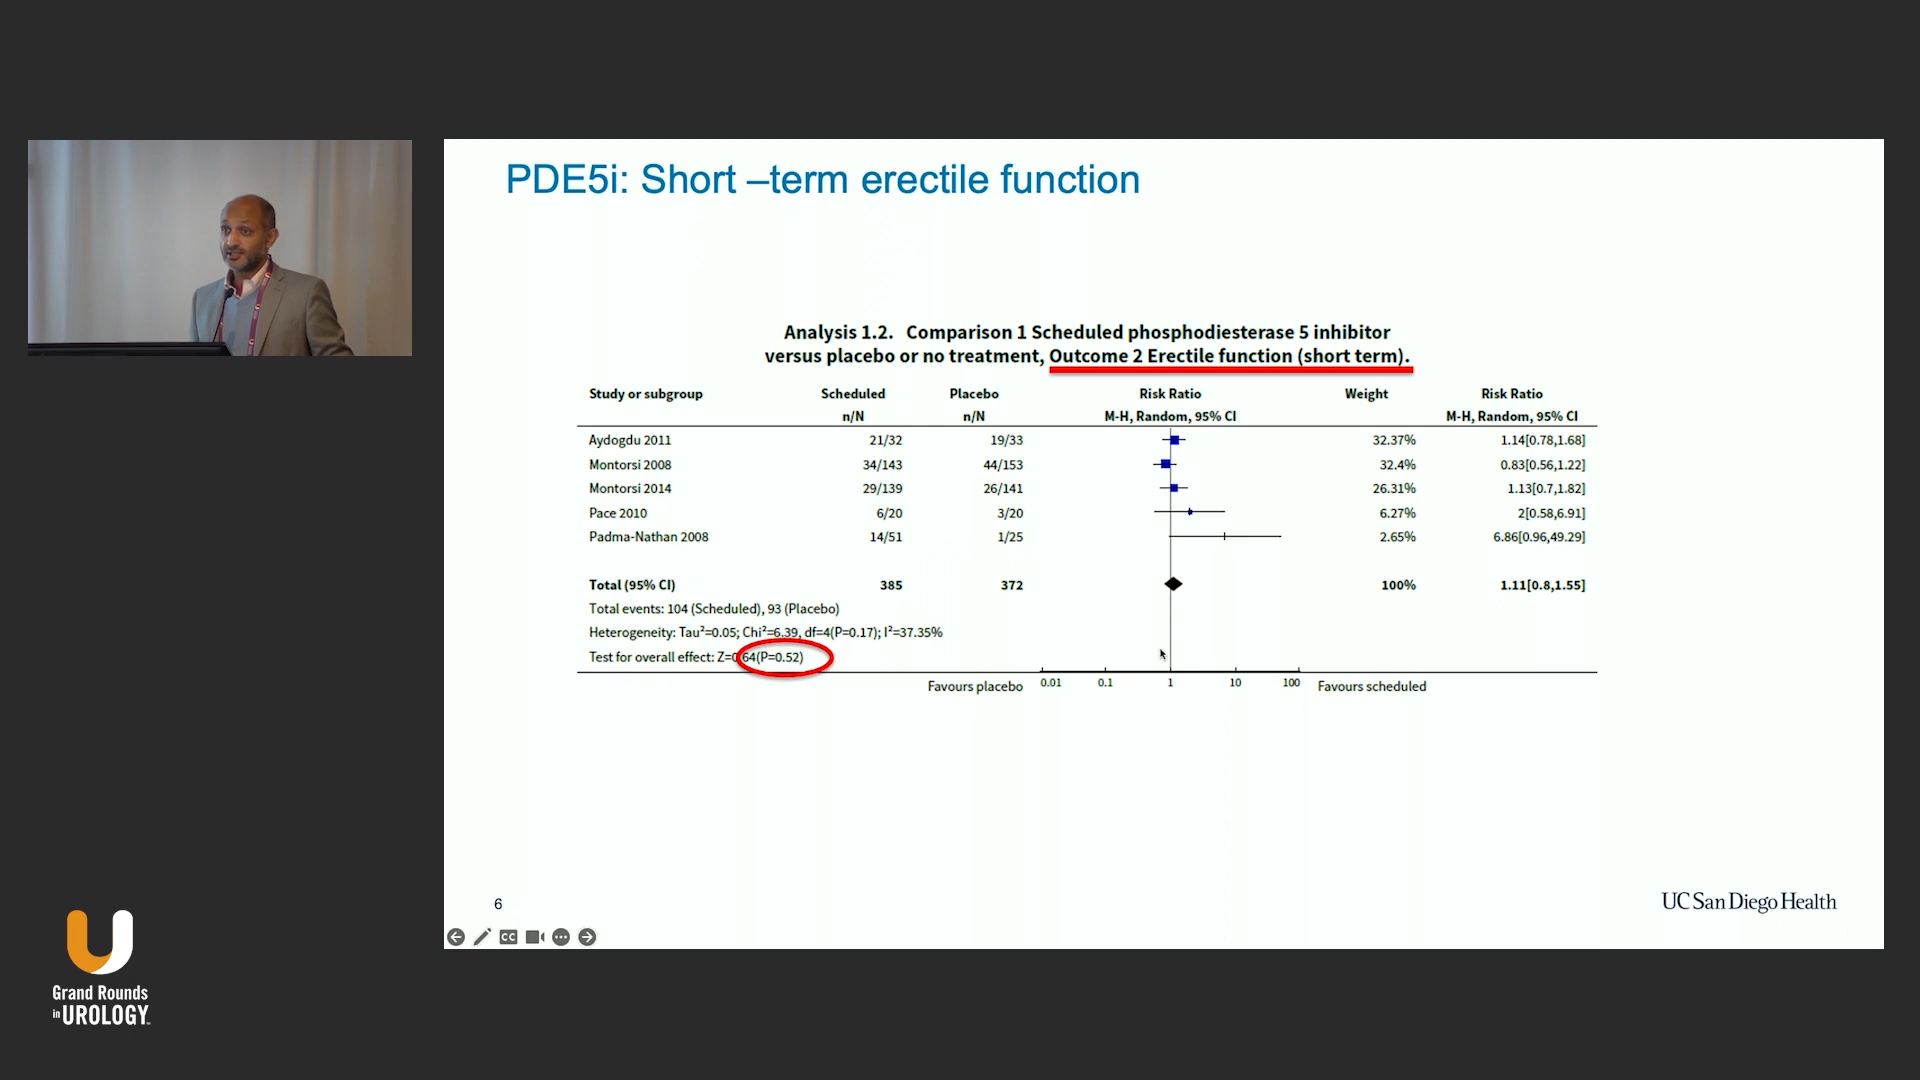 PDE5i: Short –term erectile function
Analysis 1.2. Comparison 1 Scheduled phosphodiesterase 5 inhibitor
versus placebo or no treatment, Outcome 2 Erectile function (short term).
Study or subgroup Scheduled Placebo Risk Ratio Weight Risk Ratio
n/N n/N M-H, Random, 95% CI M-H, Random, 95% CI
Aydogdu 2011 21/32 19/33 32.37% 1.14[0.78,1.68]
Montorsi 2008 34/143 44/153 32.4% 0.83[0.56,1.22]
Montorsi 2014 29/139 26/141 26.31% 1.13[0.7,1.82]
Pace 2010 6/20 3/20 6.27% 2[0.58,6.91]
Padma-Nathan 2008 14/51 1/25 2.65% 6.86[0.96,49.29]
Total (95% CI) 385 372 100% 1.11[0.8,1.55]
Total events: 104 (Scheduled), 93 (Placebo)
Heterogeneity: Tau²=0.05; Chi²=6.39, df=4(P=0.17); I²=37.35%
Test for overall effect: Z=0.64(P=0.52)
Favours placebo 0.01 0.1 1 10 100 Favours scheduled
6
UC San Diego Health
CC
Grand Rounds
in UROLOGY